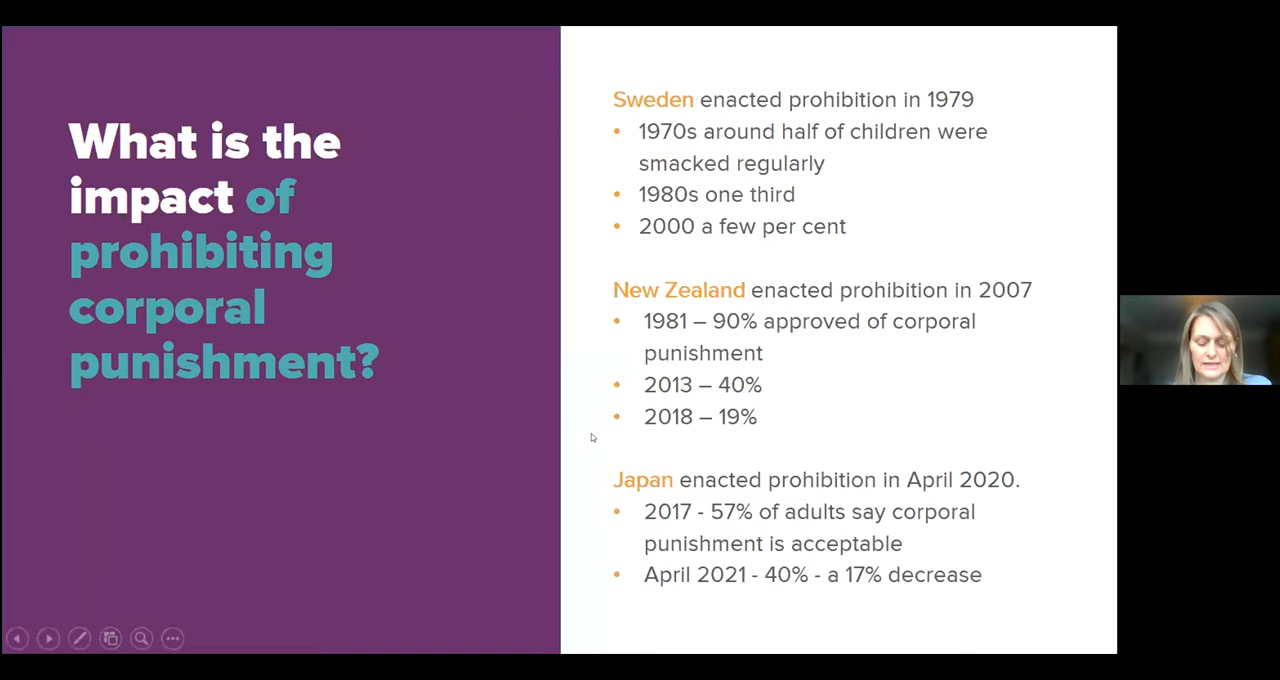 What is the
impact of
prohibiting
corporal
punishment?
Sweden enacted prohibition in 1979
• 1970s around half of children were
smacked regularly
• 1980s one third
• 2000 a few per cent
New Zealand enacted prohibition in 2007
• 1981 – 90% approved of corporal
punishment
• 2013 – 40%
• 2018 – 19%
Japan enacted prohibition in April 2020.
• 2017 - 57% of adults say corporal
punishment is acceptable
• April 2021 - 40% - a 17% decrease